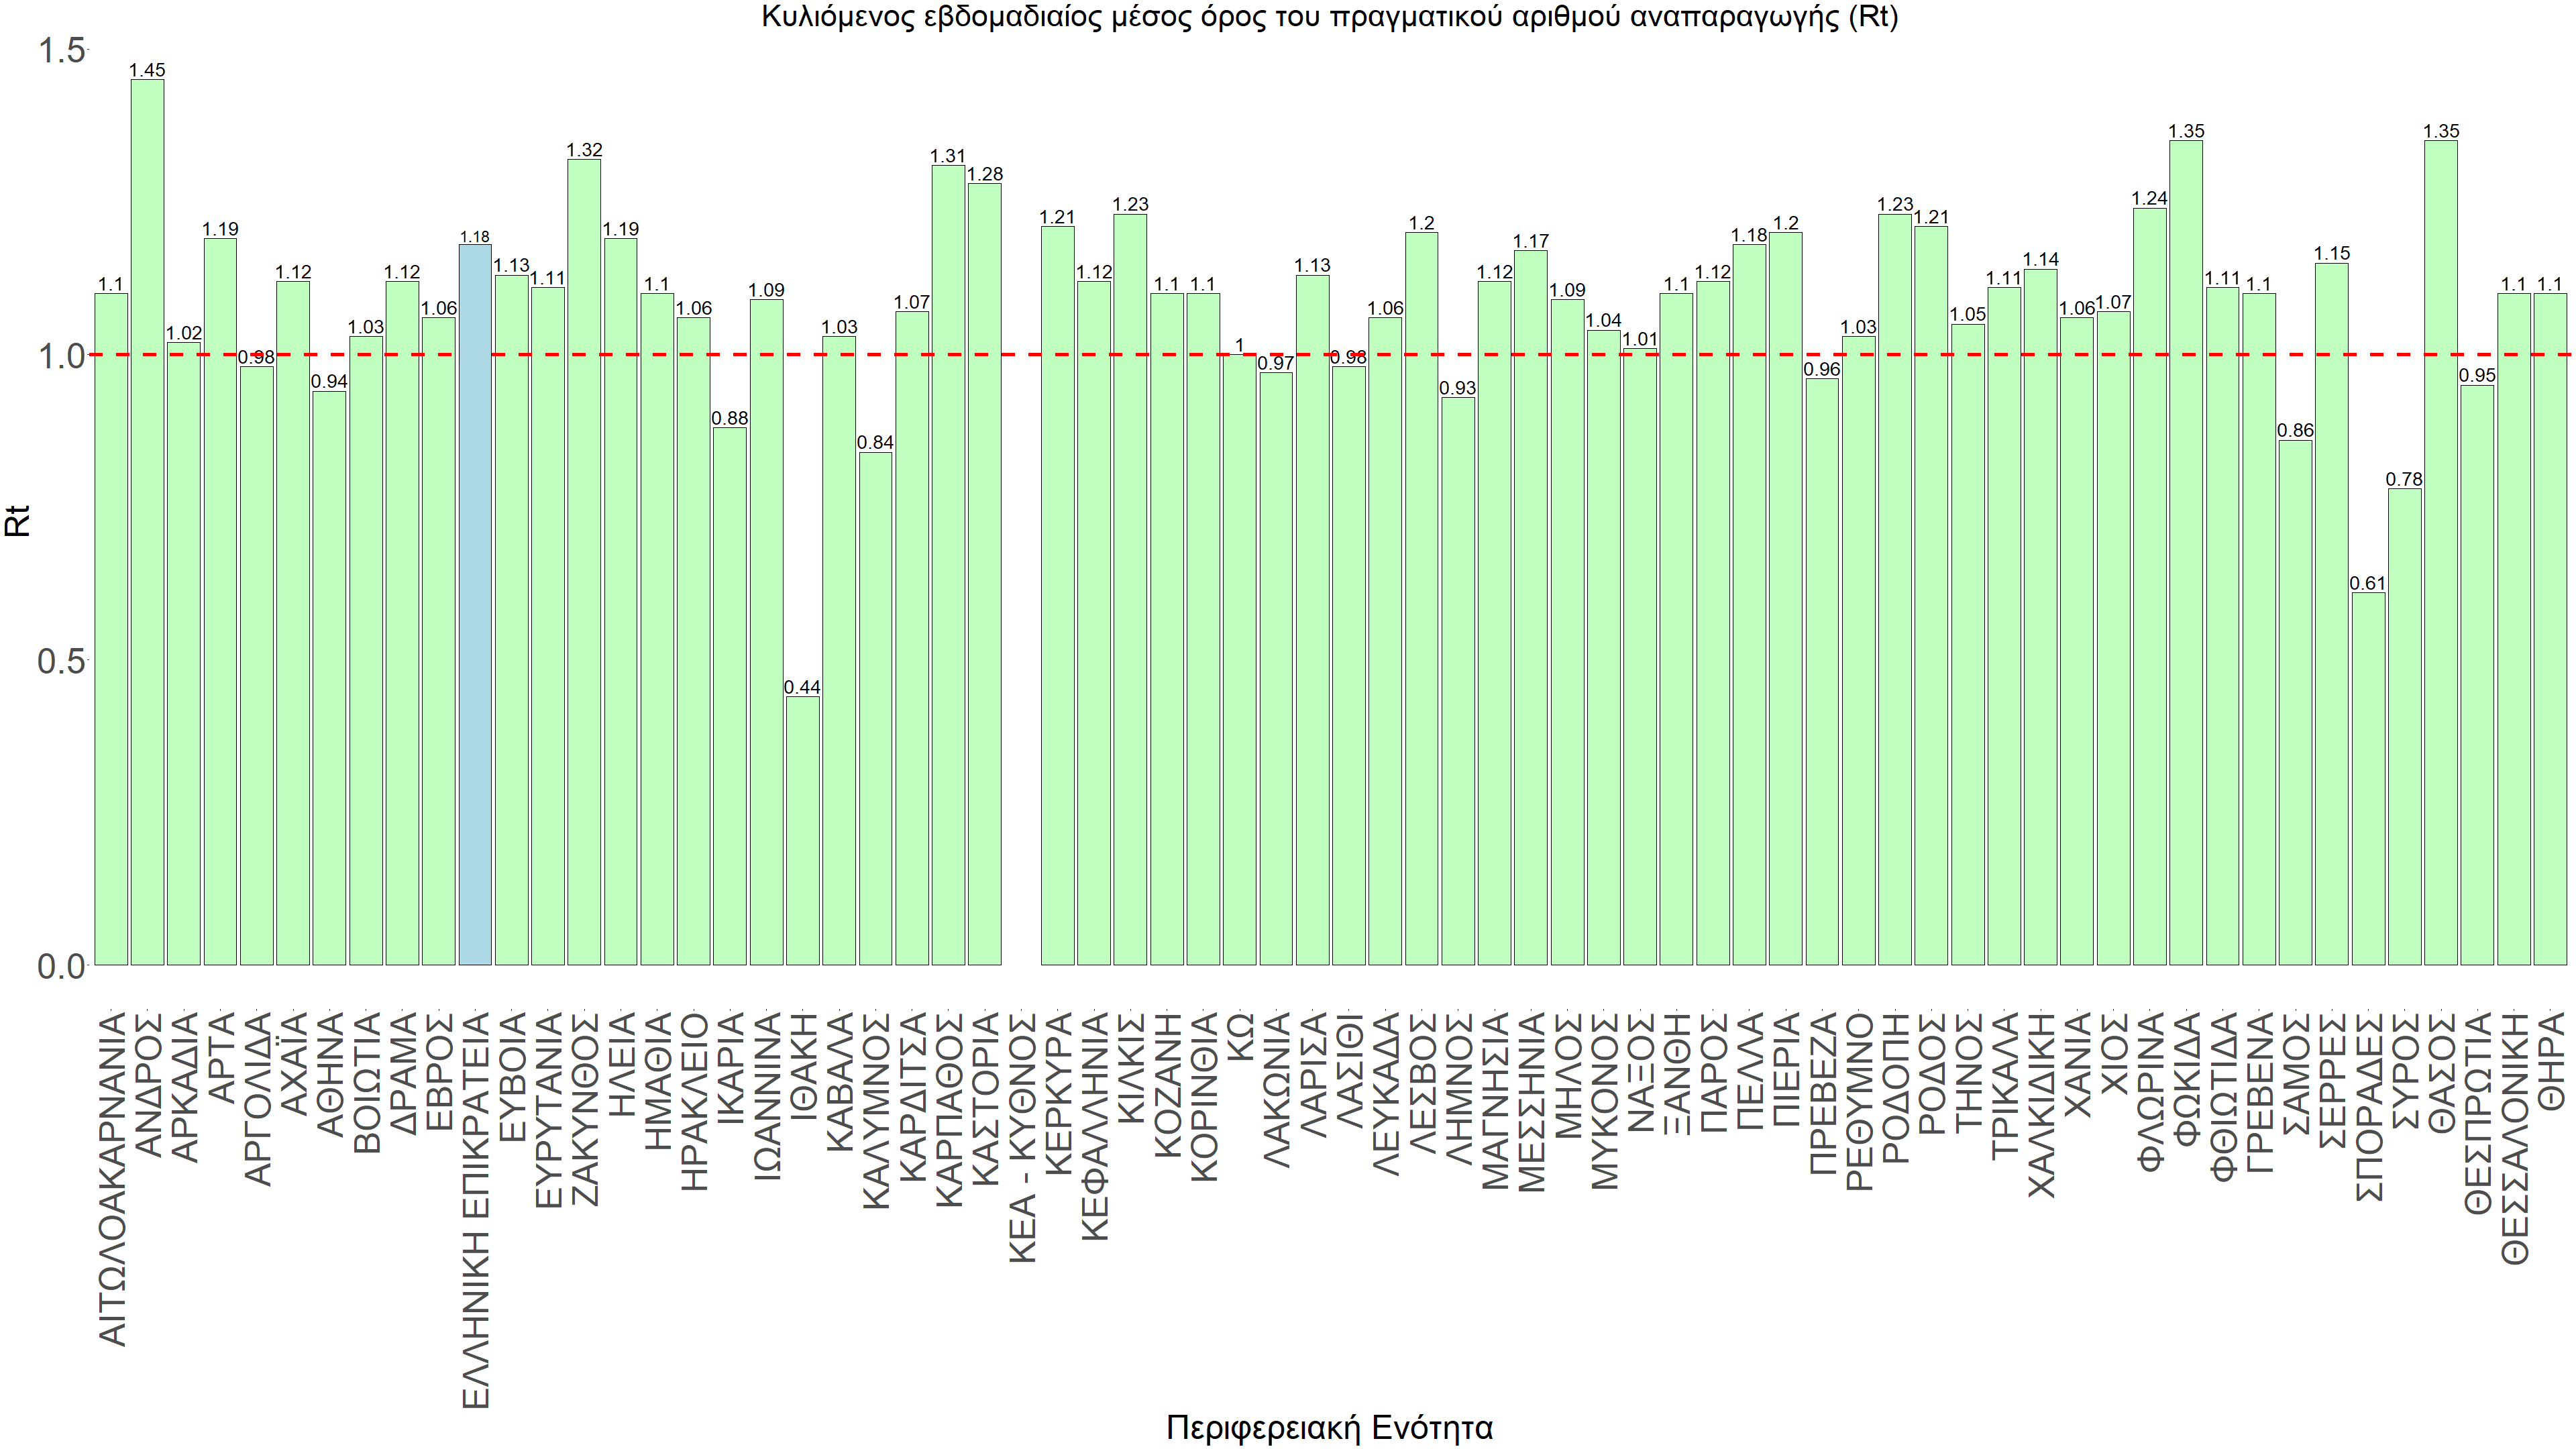 Κυλιόμενος εβδομαδιαίος μέσος όρος του πραγματικού αριθμού αναπαραγωγής (Rt)
1.5
1.0
0.5
0.0
Rt
1.1
1.45
1.02
1.19
0.98
1.12
0.94
1.03
1.12
1.06
1.18
1.13
1.11
1.32
1.19
1.1
1.06
0.88
1.09
0.44
1.03
0.84
1.07
1.31
1.28
1.21
1.12
1.23
1.1
1.1
1
0.97
1.13
0.98
1.06
1.2
0.93
1.12
1.17
1.09
1.04
1.01
1.1
1.12
1.18
1.2
0.96
1.03
1.23
1.21
1.05
1.11
1.14
1.06
1.07
1.24
1.35
1.11
1.1
0.86
1.15
0.61
0.78
1.35
0.95
1.1
1.1
ΑΙΤΩΛΟΑΚΑΡΝΑΝΙΑ
ΑΝΔΡΟΣ
ΑΡΚΑΔΙΑ
ΑΡΤΑ
ΑΡΓΟΛΙΔΑ
ΑΧΑΪΑ
ΑΘΗΝΑ
ΒΟΙΩΤΙΑ
ΔΡΑΜΑ
ΕΒΡΟΣ
ΕΛΛΗΝΙΚΗ ΕΠΙΚΡΑΤΕΙΑ
ΕΥΒΟΙΑ
ΕΥΡΥΤΑΝΙΑ
ΖΑΚΥΝΘΟΣ
ΗΛΕΙΑ
ΗΜΑΘΙΑ
ΗΡΑΚΛΕΙΟ
ΙΚΑΡΙΑ
ΙΩΑΝΝΙΝΑ
ΙΘΑΚΗ
ΚΑΒΑΛΑ
ΚΑΛΥΜΝΟΣ
ΚΑΡΔΙΤΣΑ
ΚΑΡΠΑΘΟΣ
ΚΑΣΤΟΡΙΑ
ΚΕΑ - ΚΥΘΝΟΣ
ΚΕΡΚΥΡΑ
ΚΕΦΑΛΛΗΝΙΑ
ΚΙΛΚΙΣ
ΚΟΖΑΝΗ
ΚΟΡΙΝΘΙΑ
ΚΩ
ΛΑΚΩΝΙΑ
ΛΑΡΙΣΑ
ΛΑΣΙΘΙ
ΛΕΥΚΑΔΑ
ΛΕΣΒΟΣ
ΛΗΜΝΟΣ
ΜΑΓΝΗΣΙΑ
ΜΕΣΣΗΝΙΑ
ΜΗΛΟΣ
ΜΥΚΟΝΟΣ
ΝΑΞΟΣ
ΞΑΝΘΗ
ΠΑΡΟΣ
ΠΕΛΛΑ
ΠΙΕΡΙΑ
ΠΡΕΒΕΖΑ
ΡΕΘΥΜΝΟ
ΡΟΔΟΠΗ
ΡΟΔΟΣ
ΤΗΝΟΣ
ΤΡΙΚΑΛΑ
ΧΑΛΚΙΔΙΚΗ
ΧΑΝΙΑ
ΧΙΟΣ
ΦΛΩΡΙΝΑ
ΦΩΚΙΔΑ
ΦΘΙΩΤΙΔΑ
ΓΡΕΒΕΝΑ
ΣΑΜΟΣ
ΣΕΡΡΕΣ
ΣΠΟΡΑΔΕΣ
ΣΥΡΟΣ
ΘΑΣΟΣ
ΘΕΣΠΡΩΤΙΑ
ΘΕΣΣΑΛΟΝΙΚΗ
ΘΗΡΑ
Περιφερειακή Ενότητα